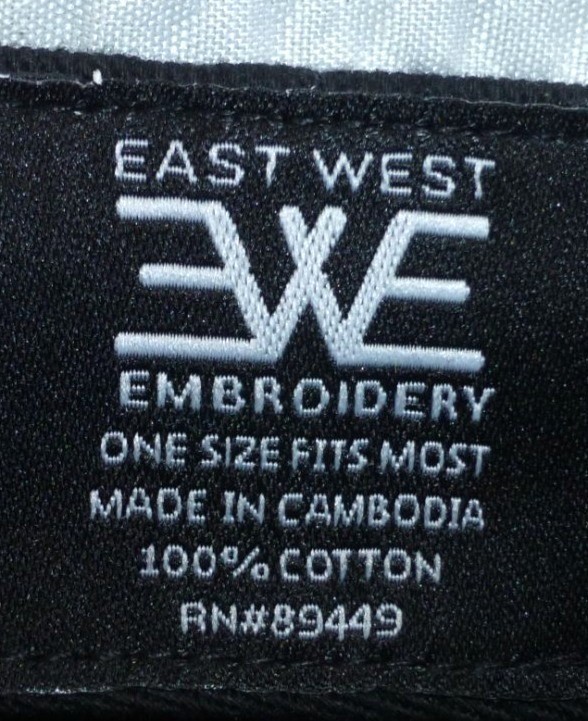 EAST WEST
EWE
EMBROIDERY
ONE SIZE FITS MOST
MADE IN CAMBODIA
100% COTTON
RN#89449